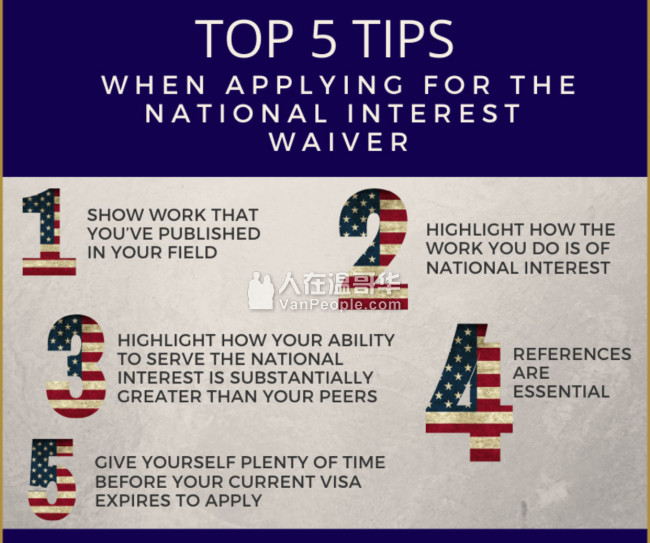 TOP 5 TIPS
WHEN APPLYING FOR THE
NATIONAL INTEREST
WAIVER
1
SHOW WORK THAT
YOU'VE PUBLISHED
IN YOUR FIELD
2
HIGHLIGHT HOW THE
WORK YOU DO IS OF
NATIONAL INTEREST
人在温哥华
VanPeople.com
3
HIGHLIGHT HOW YOUR ABILITY
TO SERVE THE NATIONAL
INTEREST IS SUBSTANTIALLY
GREATER THAN YOUR PEERS
4
REFERENCES
ARE
ESSENTIAL
5
GIVE YOURSELF PLENTY OF TIME
BEFORE YOUR CURRENT VISA
EXPIRES TO APPLY